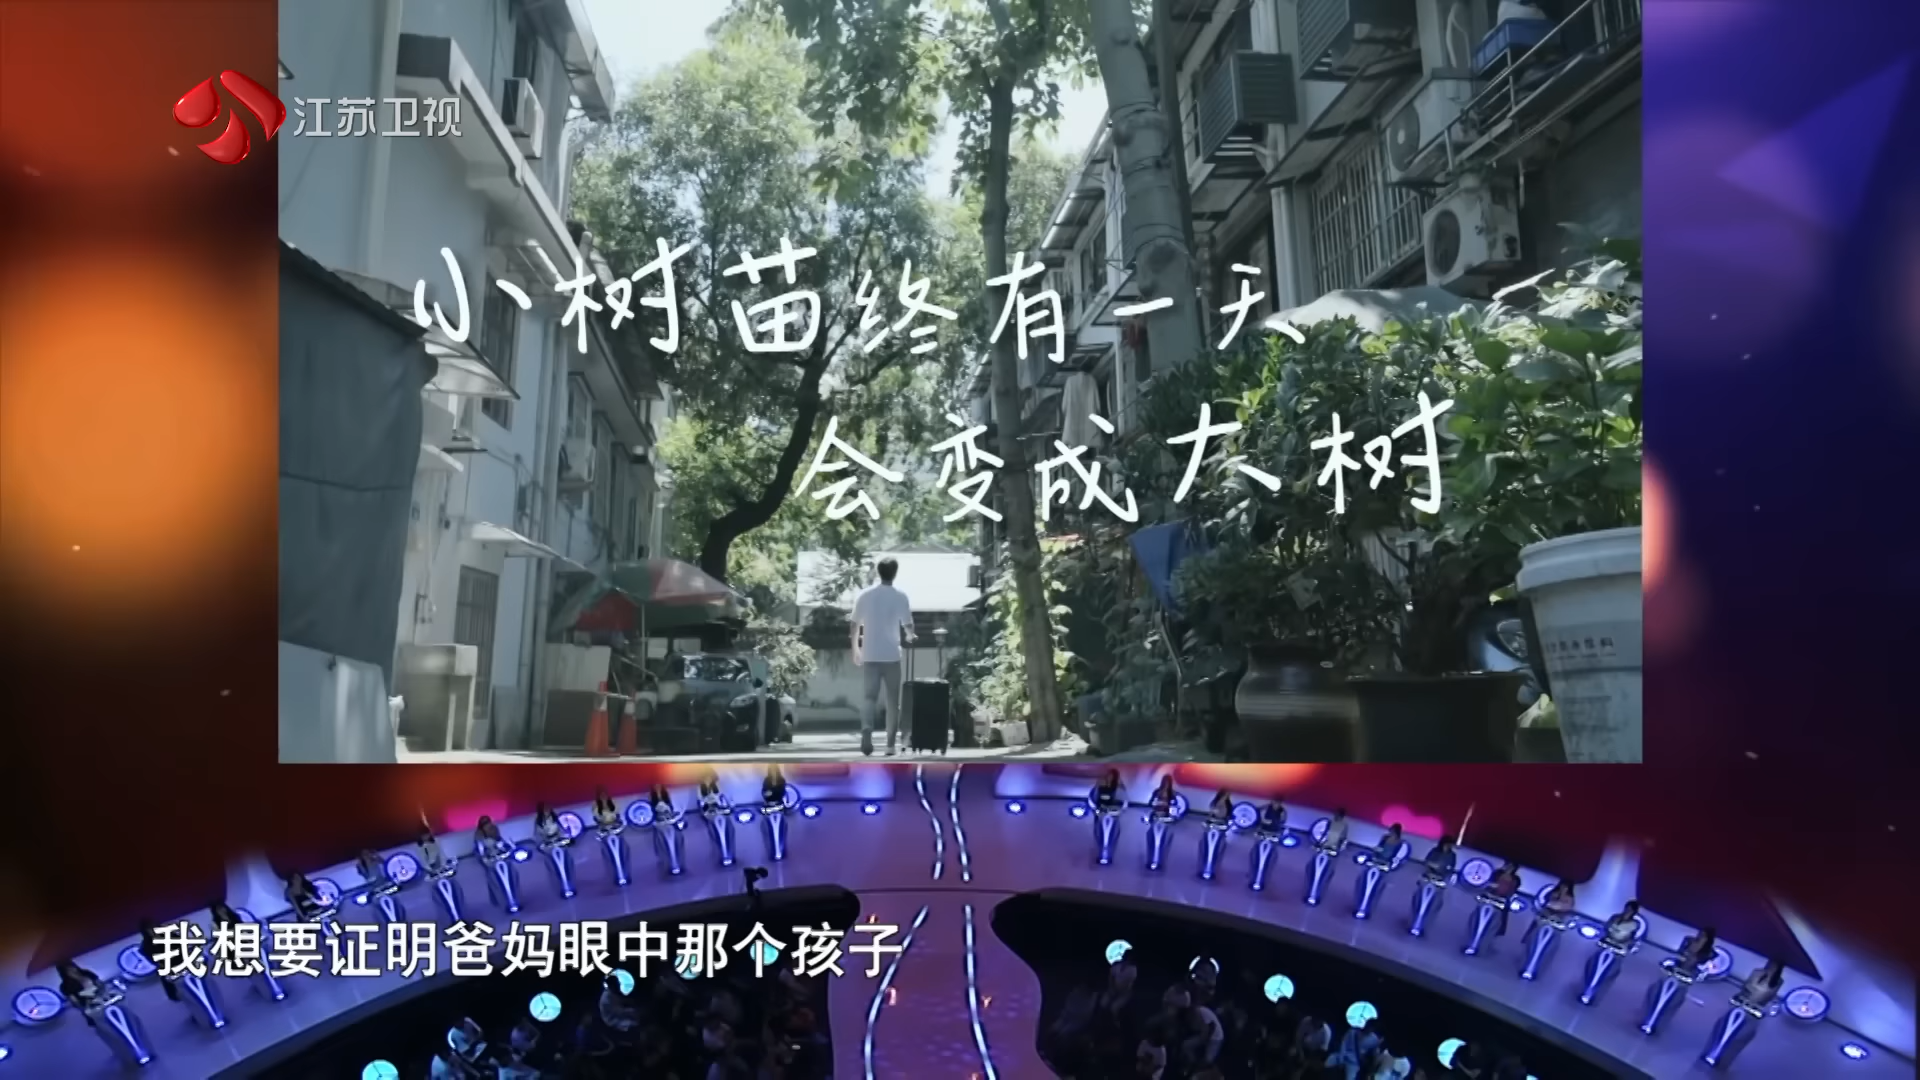 江苏卫视
小树苗终有一天
会变成大树
我想要证明爸妈眼中那个孩子